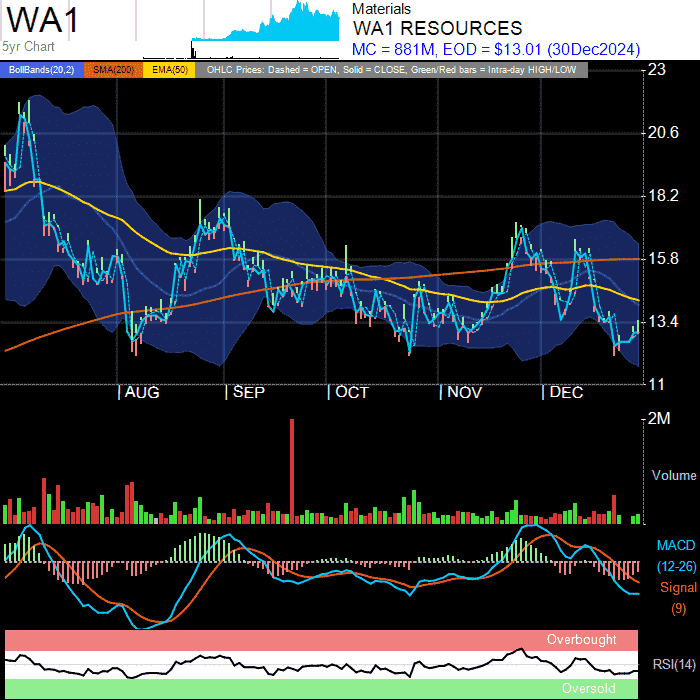 WA1
5yr Chart
Materials
WA1 RESOURCES
MC = 881M, EOD = $13.01 (30Dec2024)
BollBands(20,2) SMA(200) EMA(50) OHLC Prices: Dashed = OPEN, Solid = CLOSE, Green/Red bars = Intra-day HIGH/LOW
23
20.6
18.2
15.8
13.4
11
AUG SEP OCT NOV DEC
2M
Volume
MACD
(12-26)
Signal
(9)
Overbought
RSI(14)
Oversold